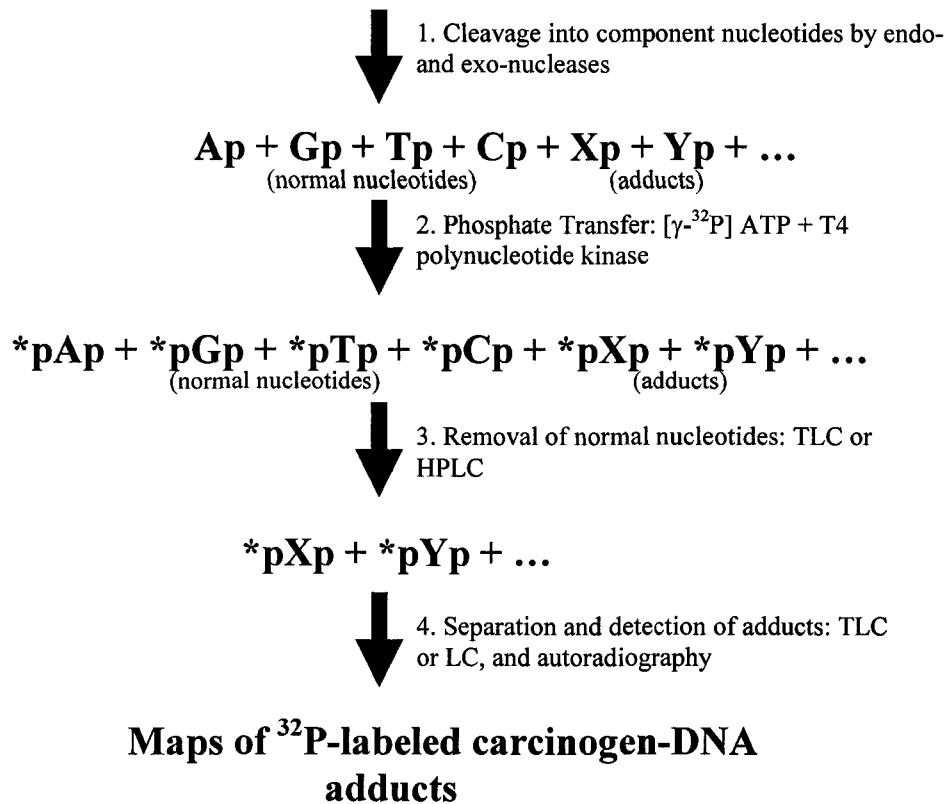 1. Cleavage into component nucleotides by endo-
and exo-nucleases
Ap + Gp + Tp + Cp + Xp + Yp + ...
(normal nucleotides) (adducts)
2. Phosphate Transfer: [γ-³²P] ATP + T4
polynucleotide kinase
*pAp + *pGp + *pTp + *pCp + *pXp + *pYp + ...
(normal nucleotides) (adducts)
3. Removal of normal nucleotides: TLC or
HPLC
*pXp + *pYp + ...
4. Separation and detection of adducts: TLC
or LC, and autoradiography
Maps of ³²P-labeled carcinogen-DNA
adducts